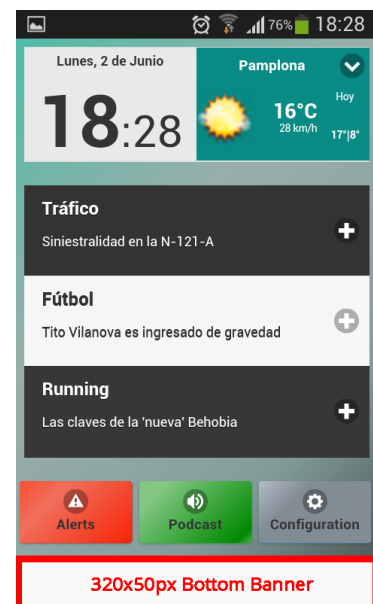 76% 18:28
Lunes, 2 de Junio
18:28
Pamplona
Hoy
16°C
28 km/h
17°|8°
Tráfico
Siniestralidad en la N-121-A
Fútbol
Tito Vilanova es ingresado de gravedad
Running
Las claves de la 'nueva' Behobia
Alerts
Podcast
Configuration
320x50px Bottom Banner